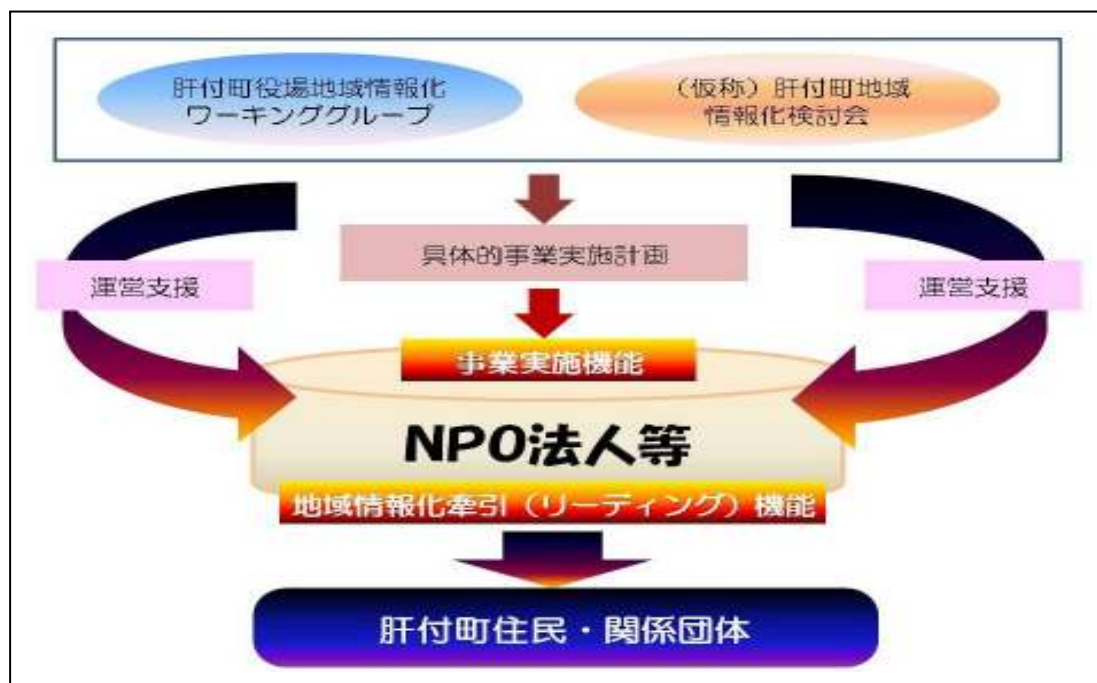 肝付町役場地域情報化
ワーキンググループ
（仮称）肝付町地域
情報化検討会
具体的事業実施計画
運営支援
運営支援
事業実施機能
NPO法人等
地域情報化牽引（リーディング）機能
肝付町住民・関係団体